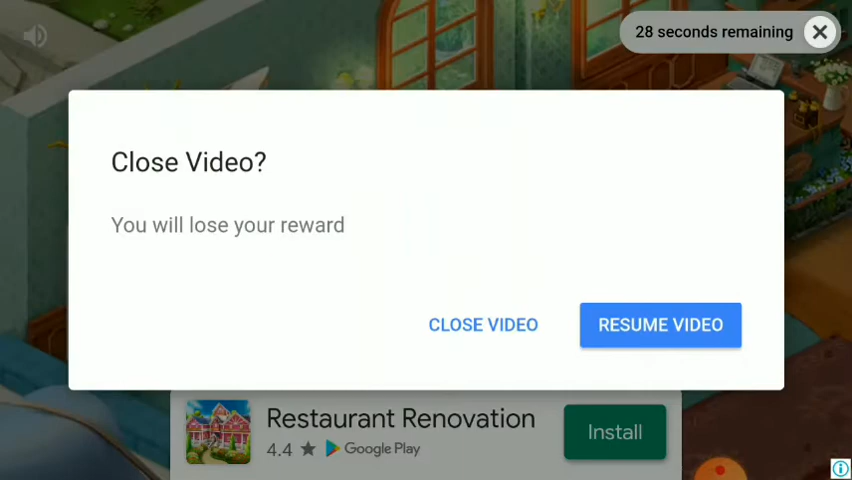 28 seconds remaining
Close Video?
You will lose your reward
CLOSE VIDEO
RESUME VIDEO
Restaurant Renovation
4.4 ★ Google Play
Install